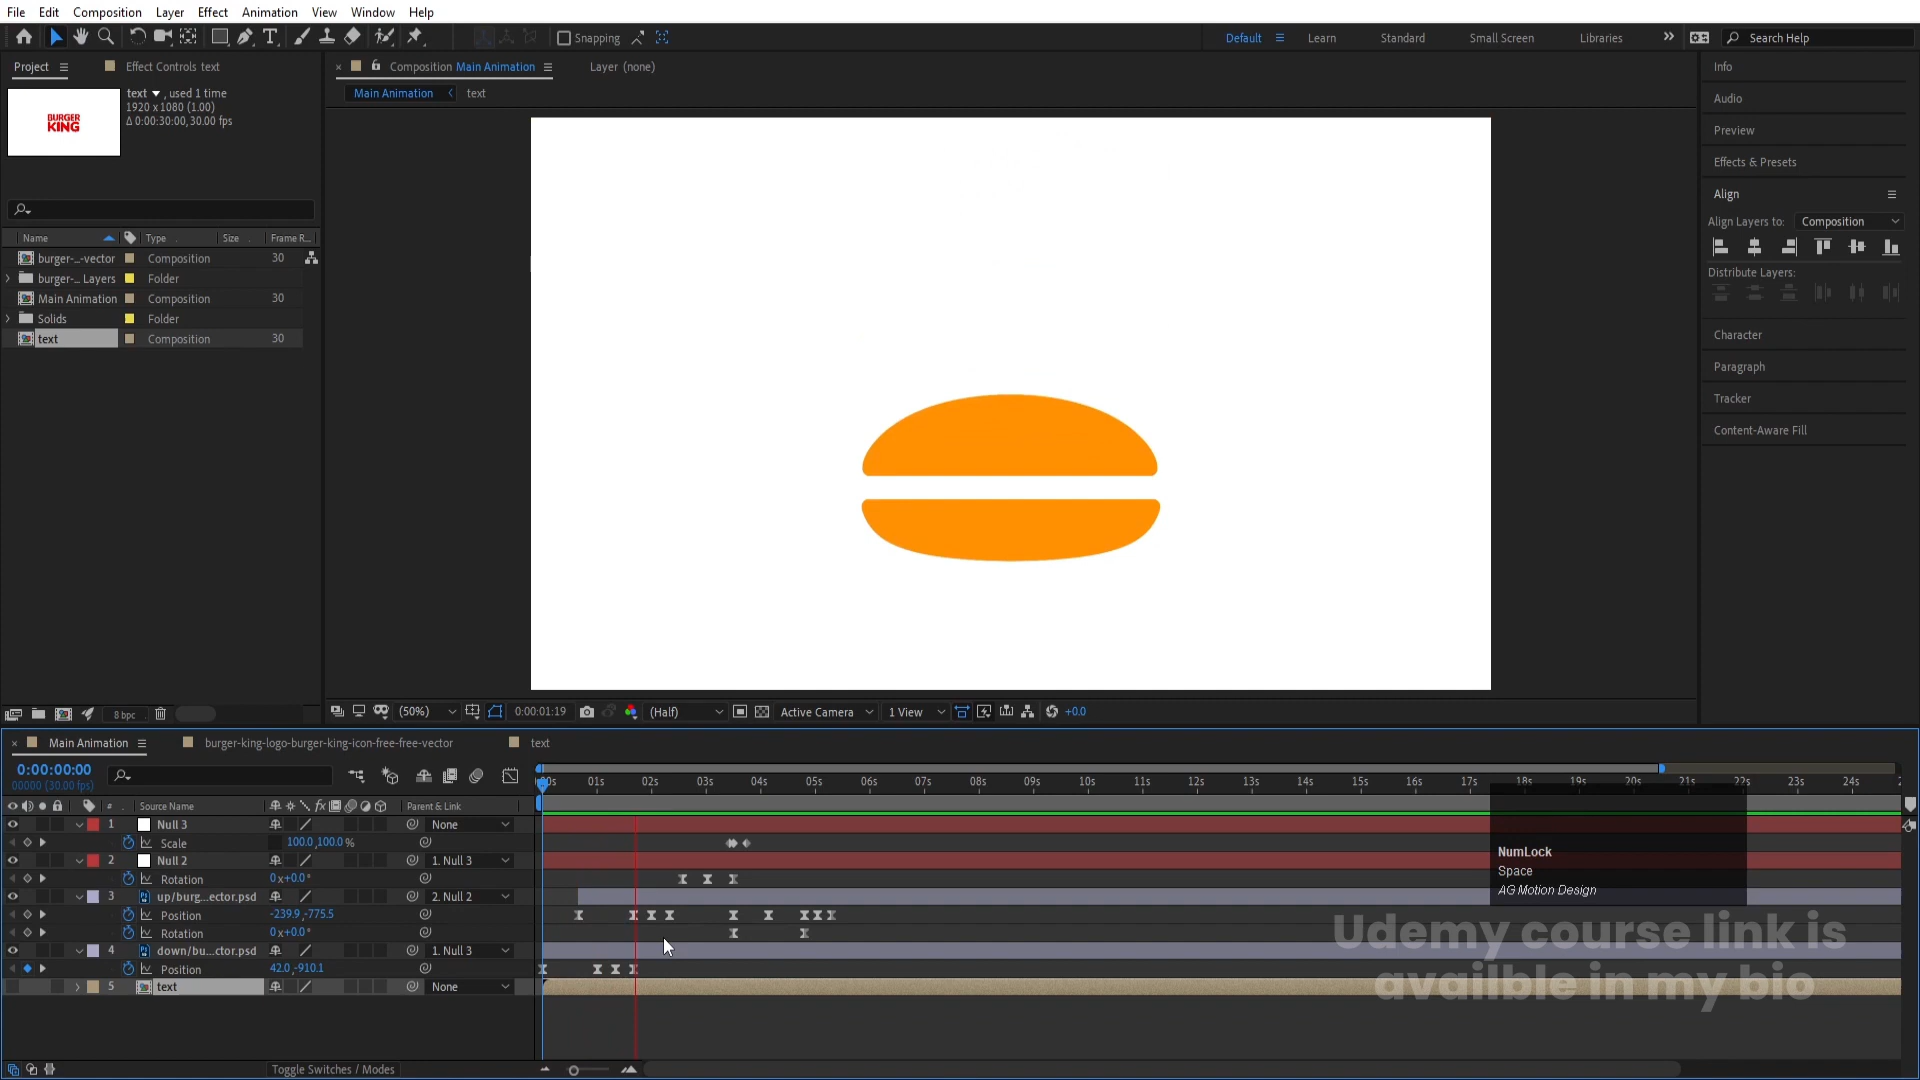 File Edit Composition Layer Effect Animation View Window Help
Snapping
Default Learn Standard Small Screen Libraries Search Help
Project Effect Controls text
Composition Main Animation Layer (none)
Main Animation text
text , used 1 time
1920 x 1080 (1.00)
Δ 0:00:30:00, 30.00 fps
BURGER
KING
Name Type Size Frame R...
burger-...-vector Composition 30
burger-... Layers Folder
Main Animation Composition 30
Solids Folder
text Composition 30
8 bpc
Info
Audio
Preview
Effects & Presets
Align
Align Layers to: Composition
Distribute Layers:
Character
Paragraph
Tracker
Content-Aware Fill
(50%) 0:00:01:19 (Half) Active Camera 1 View +0.0
Main Animation burger-king-logo-burger-king-icon-free-free-vector text
0:00:00:00
00000 (30.00 fps)
01s 02s 03s 04s 05s 06s 07s 08s 09s 10s 11s 12s 13s 14s 15s 16s 17s 18s 19s 20s 21s 22s 23s 24s
# Source Name Parent & Link
1 Null 3 None
Scale 100.0,100.0 %
2 Null 2 1. Null 3
Rotation 0x+0.0°
3 up/burg...ector.psd 2. Null 2
Position -239.9,-775.5
Rotation 0x+0.0°
4 down/bu...ctor.psd 1. Null 3
Position 42.0,-910.1
5 text None
Toggle Switches / Modes
NumLock
Space
AG Motion Design
Udemy course link is
availble in my bio